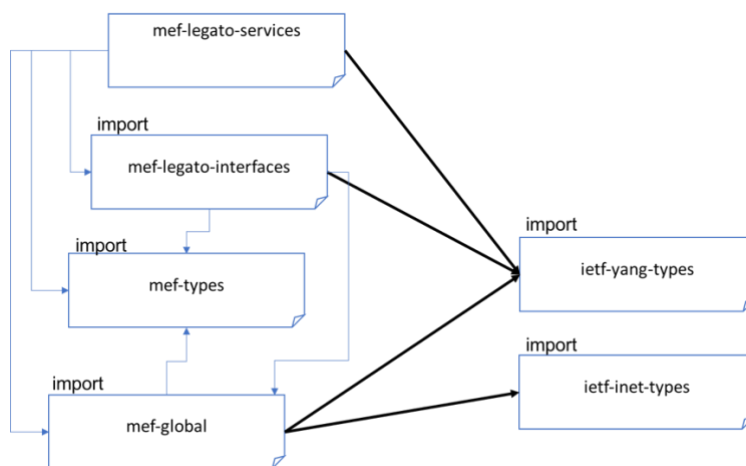 mef-legato-services
import
mef-legato-interfaces
import
mef-types
import
mef-global
import
ietf-yang-types
import
ietf-inet-types